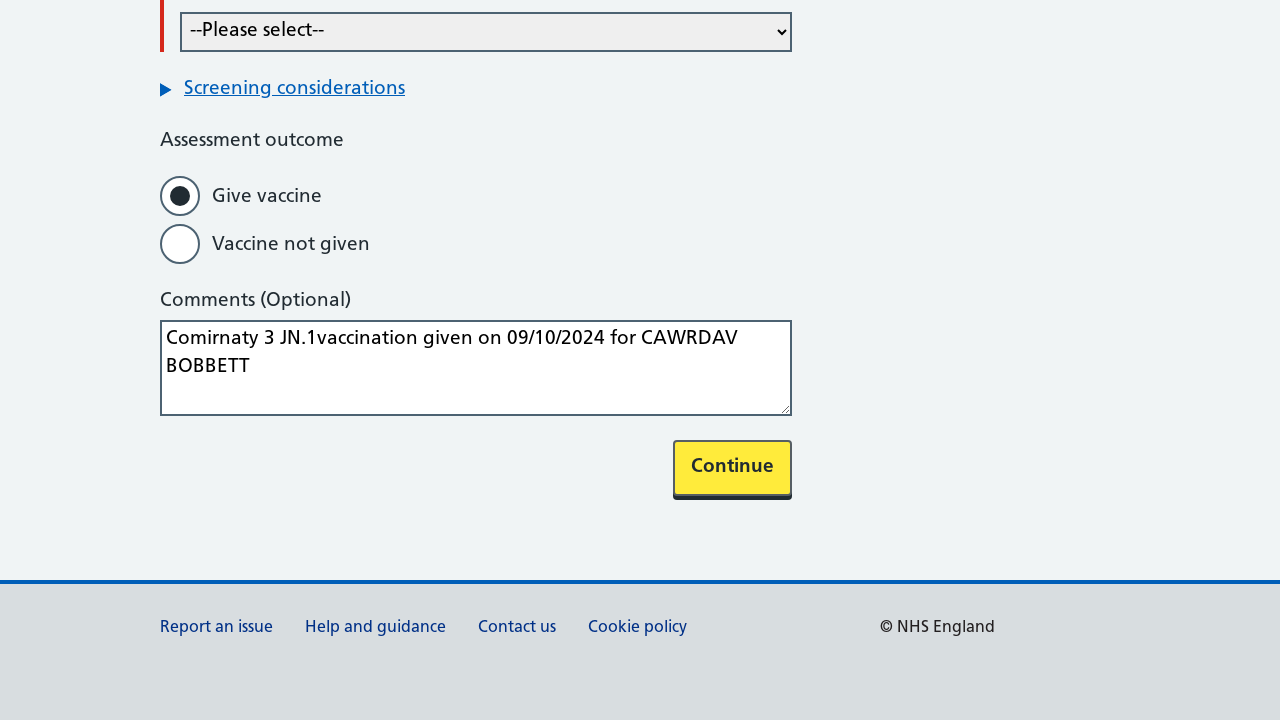 --Please select--
Screening considerations
Assessment outcome
Give vaccine
Vaccine not given
Comments (Optional)
Comirnaty 3 JN.1vaccination given on 09/10/2024 for CAWRDAV
BOBBETT
Continue
Report an issue Help and guidance Contact us Cookie policy © NHS England